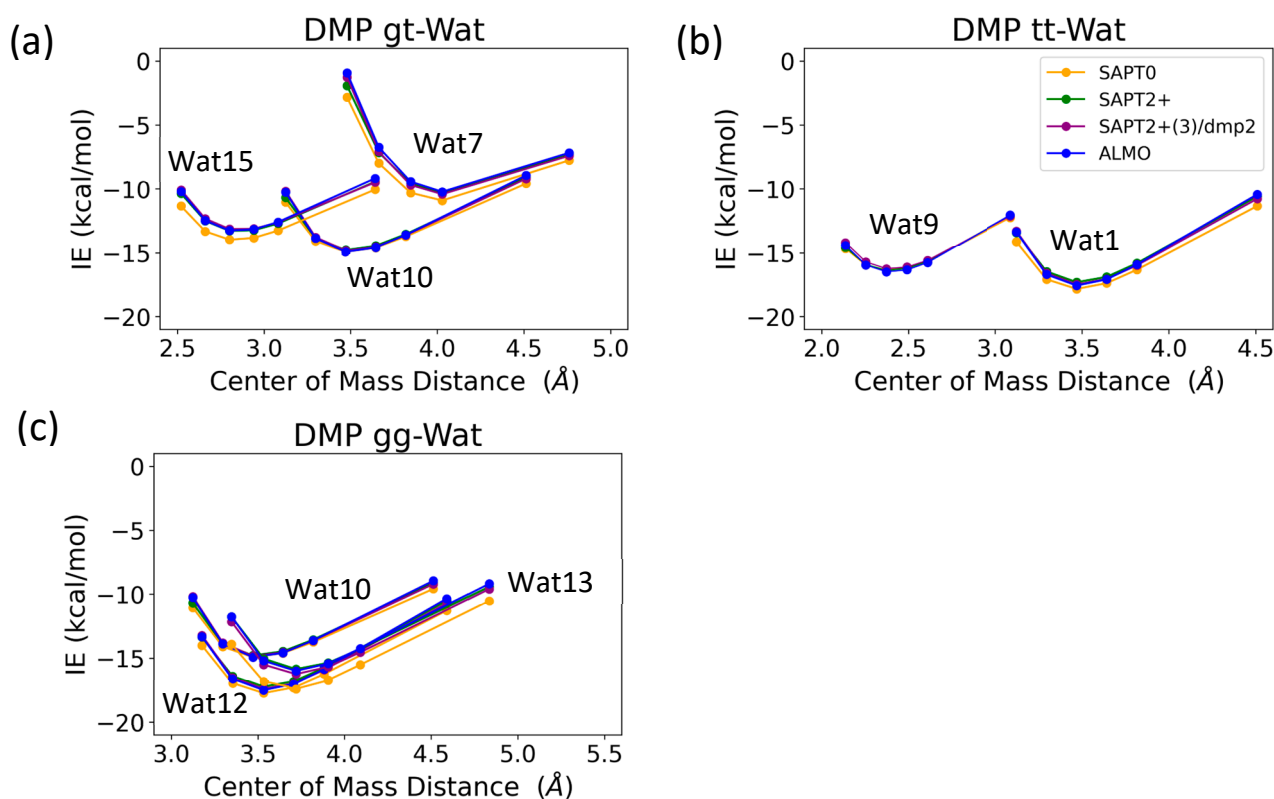 (a)
DMP gt-Wat
0
−5
−10
−15
−20
IE (kcal/mol)
Wat15
Wat7
Wat10
2.5 3.0 3.5 4.0 4.5 5.0
Center of Mass Distance (Å)
(b)
DMP tt-Wat
0
−5
−10
−15
−20
IE (kcal/mol)
SAPT0
SAPT2+
SAPT2+(3)/dmp2
ALMO
Wat9
Wat1
2.0 2.5 3.0 3.5 4.0 4.5
Center of Mass Distance (Å)
(c)
DMP gg-Wat
0
−5
−10
−15
−20
IE (kcal/mol)
Wat10
Wat13
Wat12
3.0 3.5 4.0 4.5 5.0 5.5
Center of Mass Distance (Å)